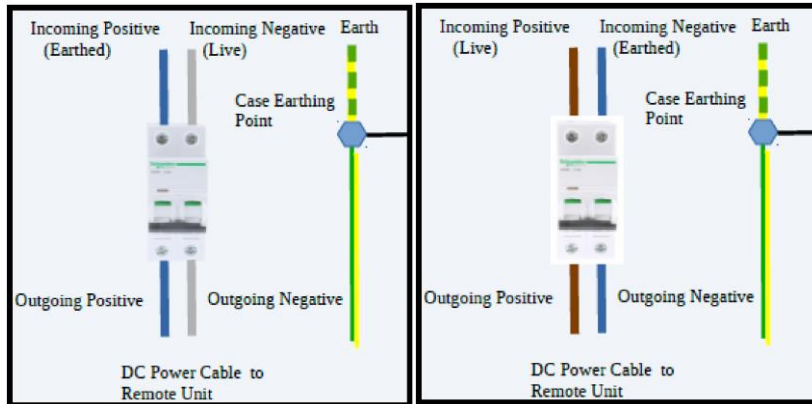 Incoming Positive
(Earthed)
Incoming Negative
(Live)
Earth
Case Earthing
Point
Schneider
Outgoing Positive
Outgoing Negative
DC Power Cable to
Remote Unit
Incoming Positive
(Live)
Incoming Negative
(Earthed)
Earth
Case Earthing
Point
Schneider
Outgoing Positive
Outgoing Negative
DC Power Cable to
Remote Unit